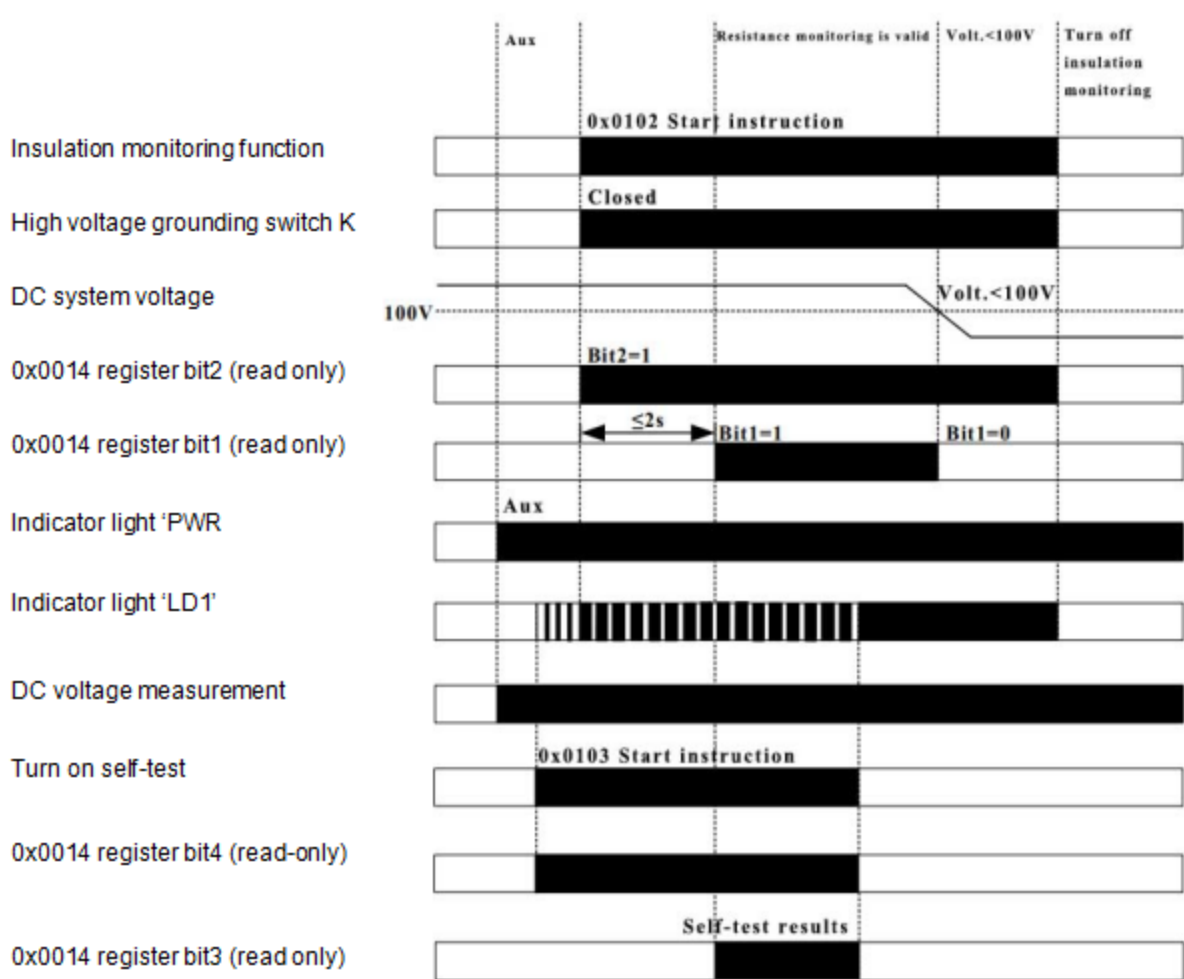 Aux
Resistance monitoring is valid
Volt.<100V
Turn off
insulation
monitoring
0x0102 Start instruction
Insulation monitoring function
Closed
High voltage grounding switch K
DC system voltage
Volt.<100V
100V
Bit2=1
0x0014 register bit2 (read only)
≤2s
Bit1=1
Bit1=0
0x0014 register bit1 (read only)
Aux
Indicator light ‘PWR
Indicator light ‘LD1’
DC voltage measurement
0x0103 Start instruction
Turn on self-test
0x0014 register bit4 (read-only)
Self-test results
0x0014 register bit3 (read only)